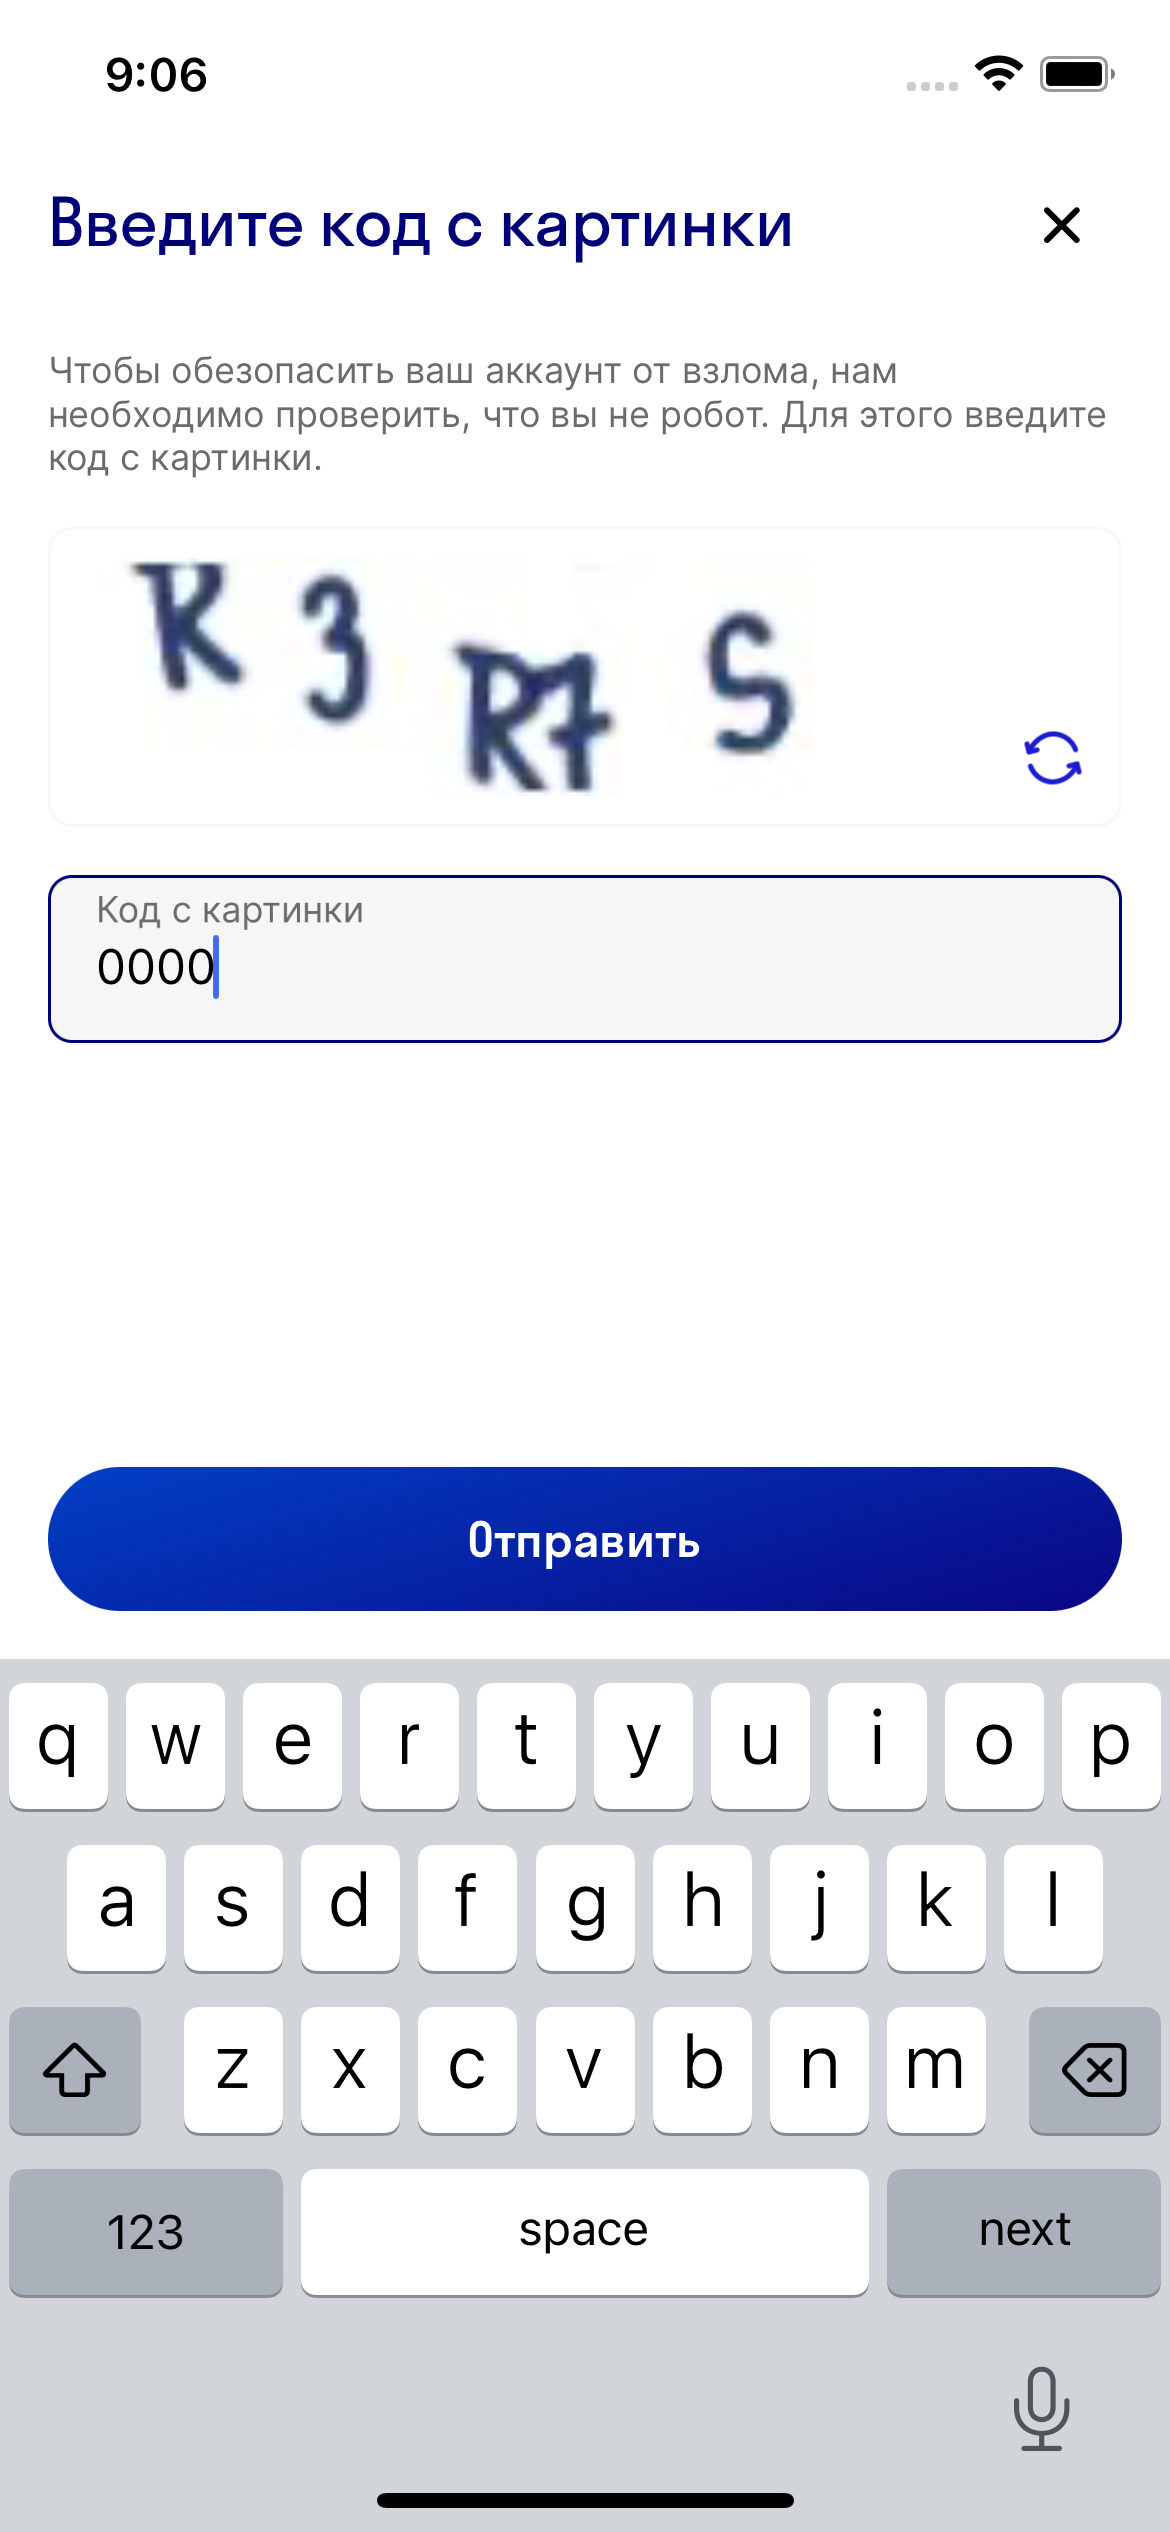 9:06
Введите код с картинки
Чтобы обезопасить ваш аккаунт от взлома, нам
необходимо проверить, что вы не робот. Для этого введите
код с картинки.
R 3 R7 S
Код с картинки
0000
Отправить
q w e r t y u i o p
a s d f g h j k l
z x c v b n m
123 space next